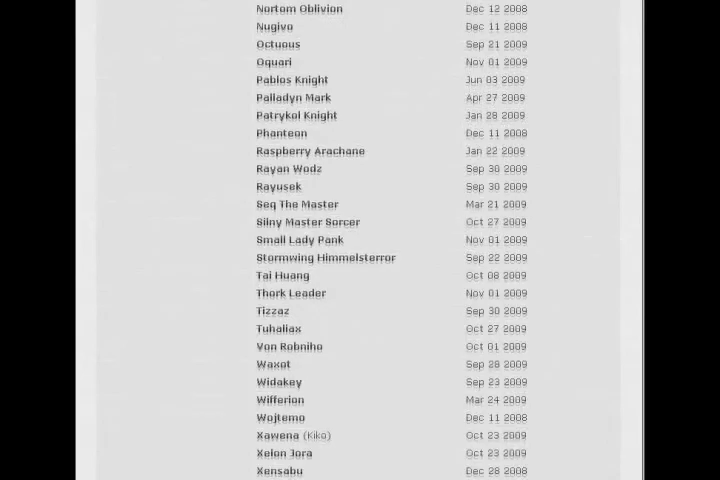 Nortom Oblivion Dec 12 2008
Nugivo Dec 11 2008
Octuous Sep 21 2009
Oquari Nov 01 2009
Pablos Knight Jun 03 2009
Palladyn Mark Apr 27 2009
Patrykol Knight Jan 28 2009
Phanteon Dec 11 2008
Raspberry Arachane Jan 22 2009
Rayan Wodz Sep 30 2009
Rayusek Sep 30 2009
Seq The Master Mar 21 2009
Silny Master Sorcer Oct 27 2009
Small Lady Pank Nov 01 2009
Stormwing Himmelsterror Sep 22 2009
Tai Huang Oct 08 2009
Thork Leader Nov 01 2009
Tizzaz Sep 30 2009
Tuhaliax Oct 27 2009
Von Robniho Oct 01 2009
Waxot Sep 28 2009
Widakey Sep 23 2009
Wifferion Mar 24 2009
Wojtemo Dec 11 2008
Xawena (Kiko) Oct 23 2009
Xelon Jora Oct 23 2009
Xensabu Dec 28 2008